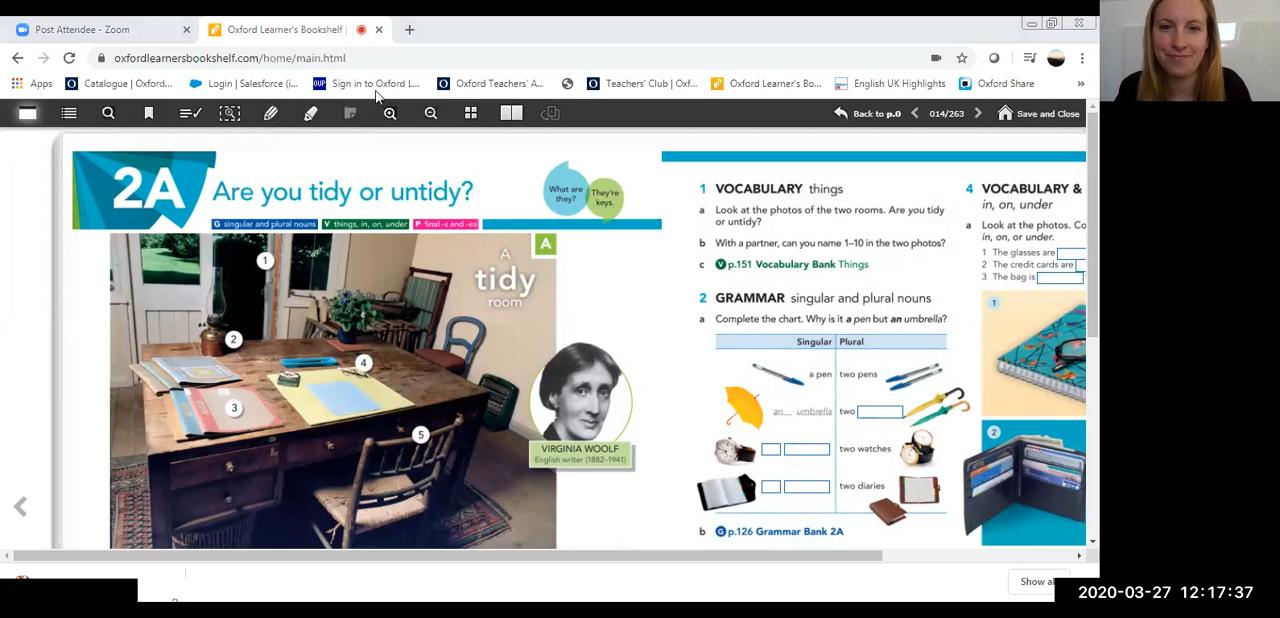 Post Attendee - Zoom
Oxford Learner's Bookshelf |
oxfordlearnersbookshelf.com/home/main.html
Apps
Catalogue | Oxford...
Login | Salesforce (i...
OUP
Sign in to Oxford L...
Oxford Teachers' A...
Teachers' Club | Oxf...
Oxford Learner's Bo...
English UK Highlights
Oxford Share
»
Back to p.0
014/263
Save and Close
2A
Are you tidy or untidy?
What are they?
They're keys.
G singular and plural nouns
V things, in, on, under
P final -s and -es
A
A
tidy
room
1
2
3
4
5
VIRGINIA WOOLF
English writer (1882–1941)
1 VOCABULARY things
a Look at the photos of the two rooms. Are you tidy
or untidy?
b With a partner, can you name 1–10 in the two photos?
c V p.151 Vocabulary Bank Things
2 GRAMMAR singular and plural nouns
a Complete the chart. Why is it a pen but an umbrella?
Singular Plural
a pen two pens
an umbrella two
two watches
two diaries
b G p.126 Grammar Bank 2A
4 VOCABULARY &
in, on, under
a Look at the photos. Co
in, on, or under.
1 The glasses are
2 The credit cards are
3 The bag is
1
2
Show al
2020-03-27 12:17:37